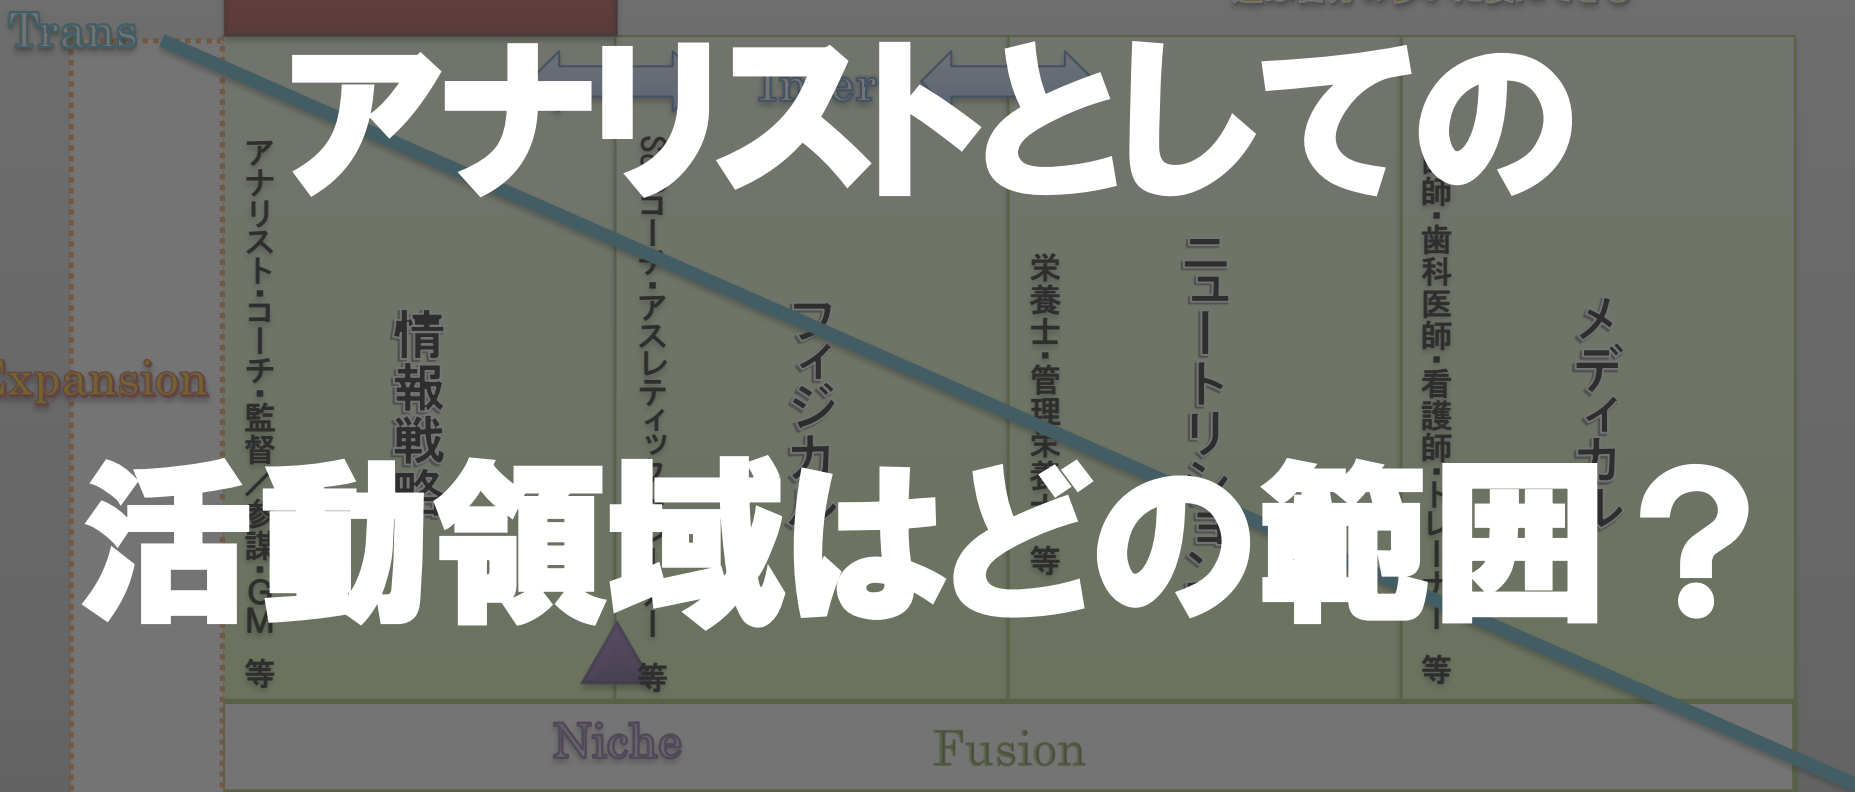 アナリストとしての
活動領域はどの範囲？
Trans
Inter
Expansion
アナリスト・コーチ・監督／参謀・GM 等
情報戦略
フィジカル
栄養士・管理栄養士 等
ニュートリション
師・歯科医師・看護師・トレーナー 等
メディカル
Niche
Fusion